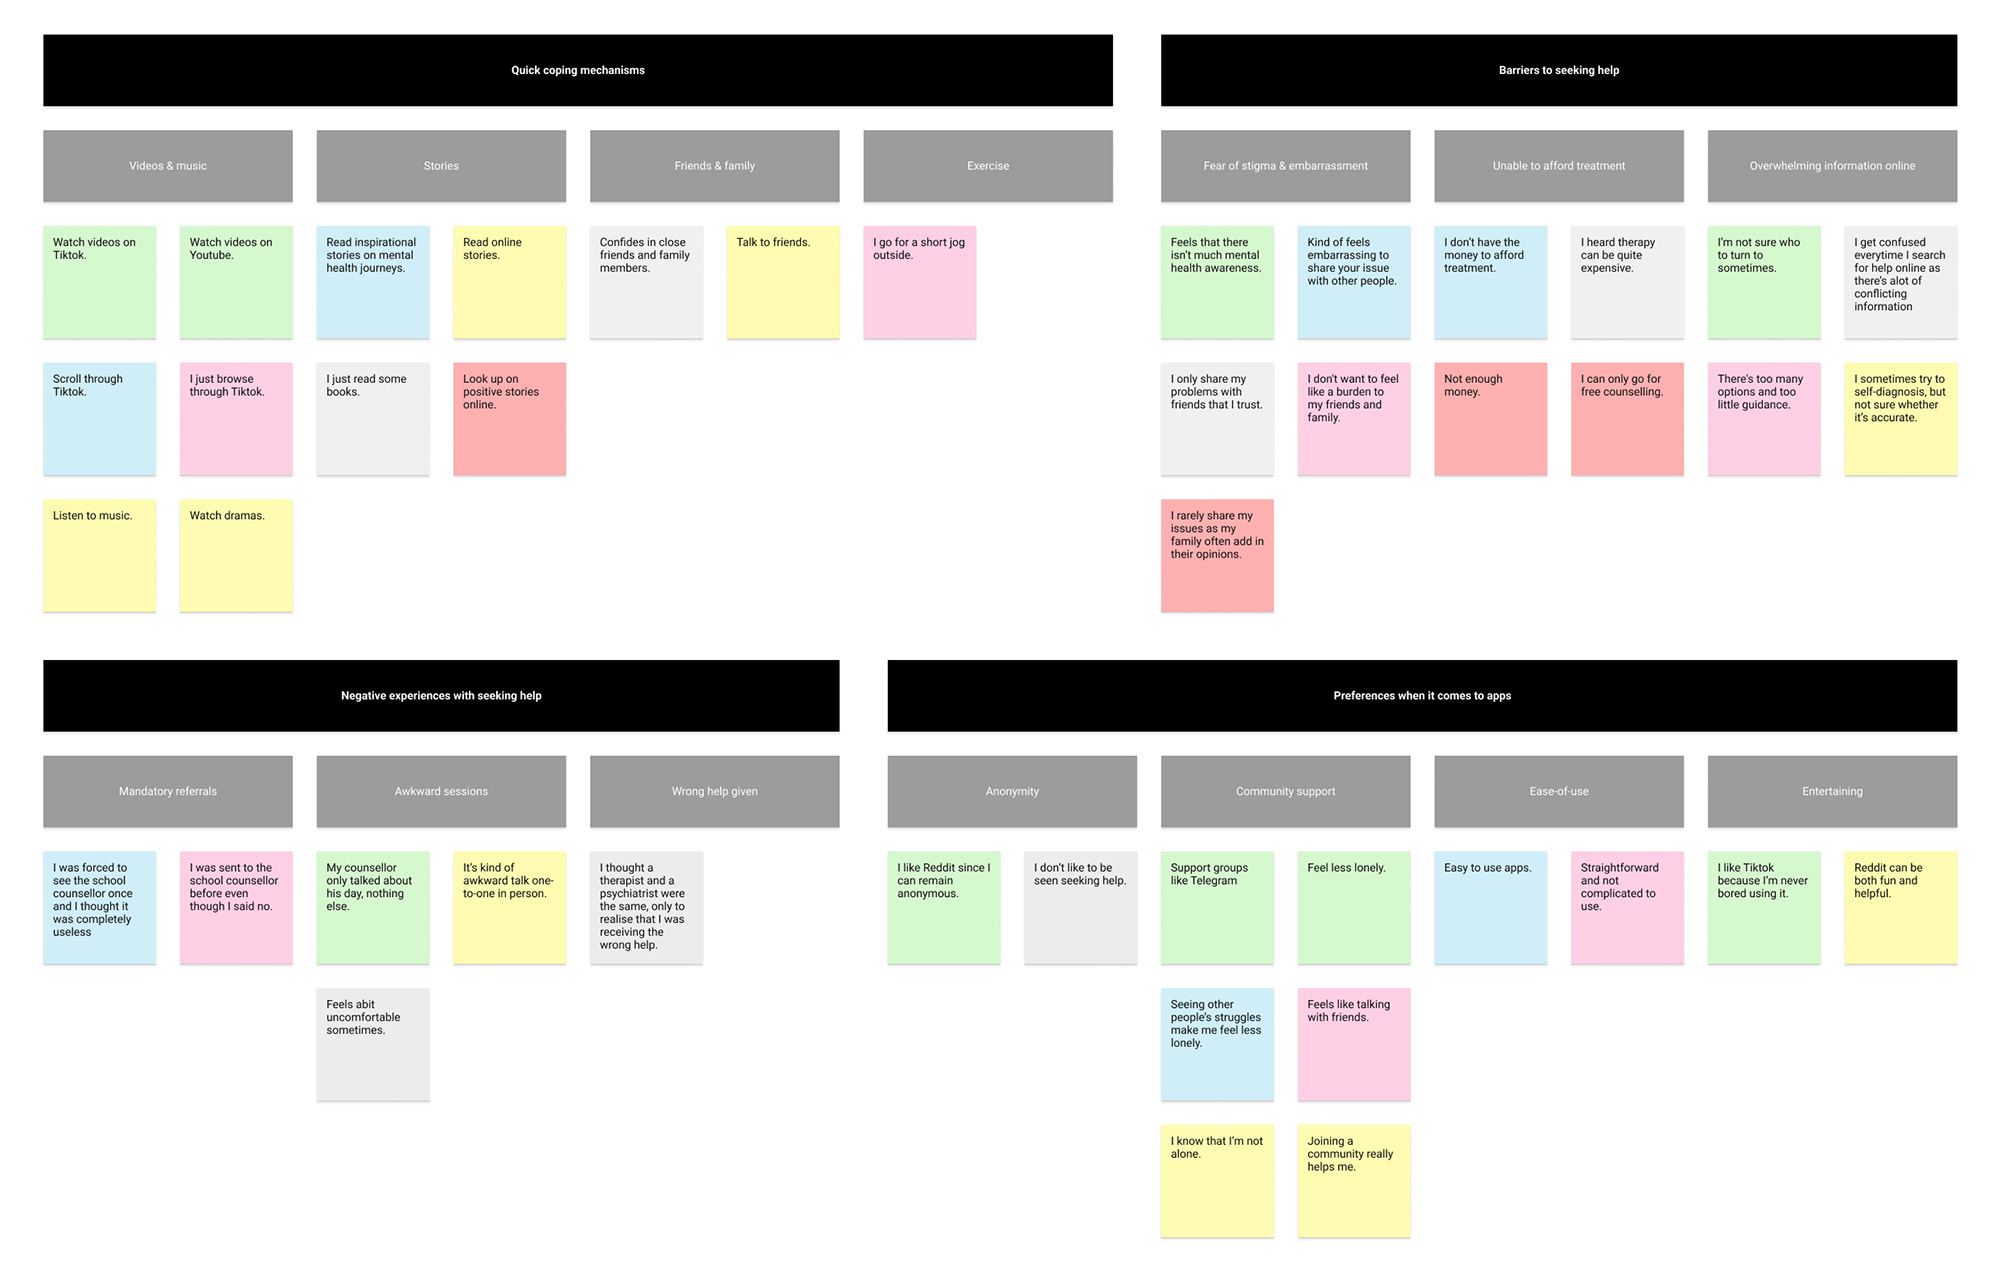 Quick coping mechanisms
Videos & music
Watch videos on
Tiktok.
Watch videos on
Youtube.
Scroll through
Tiktok.
I just browse
through Tiktok.
Listen to music.
Watch dramas.
Stories
Read inspirational
stories on mental
health journeys.
Read online
stories.
I just read some
books.
Look up on
positive stories
online.
Friends & family
Confides in close
friends and family
members.
Talk to friends.
Exercise
I go for a short jog
outside.
Barriers to seeking help
Fear of stigma & embarrassment
Feels that there
isn't much mental
health awareness.
Kind of feels
embarrassing to
share your issue
with other people.
I only share my
problems with
friends that I trust.
I don't want to feel
like a burden to
my friends and
family.
I rarely share my
issues as my
family often add in
their opinions.
Unable to afford treatment
I don't have the
money to afford
treatment.
I heard therapy
can be quite
expensive.
Not enough
money.
I can only go for
free counselling.
Overwhelming information online
I'm not sure who
to turn to
sometimes.
I get confused
everytime I search
for help online as
there's alot of
conflicting
information
There's too many
options and too
little guidance.
I sometimes try to
self-diagnosis, but
not sure whether
it's accurate.
Negative experiences with seeking help
Mandatory referrals
I was forced to
see the school
counsellor once
and I thought it
was completely
useless
I was sent to the
school counsellor
before even
though I said no.
Awkward sessions
My counsellor
only talked about
his day, nothing
else.
It's kind of
awkward talk one-
to-one in person.
Feels abit
uncomfortable
sometimes.
Wrong help given
I thought a
therapist and a
psychiatrist were
the same, only to
realise that I was
receiving the
wrong help.
Preferences when it comes to apps
Anonymity
I like Reddit since I
can remain
anonymous.
I don't like to be
seen seeking help.
Community support
Support groups
like Telegram
Feel less lonely.
Seeing other
people's struggles
make me feel less
lonely.
Feels like talking
with friends.
I know that I'm not
alone.
Joining a
community really
helps me.
Ease-of-use
Easy to use apps.
Straightforward
and not
complicated to
use.
Entertaining
I like Tiktok
because I'm never
bored using it.
Reddit can be
both fun and
helpful.